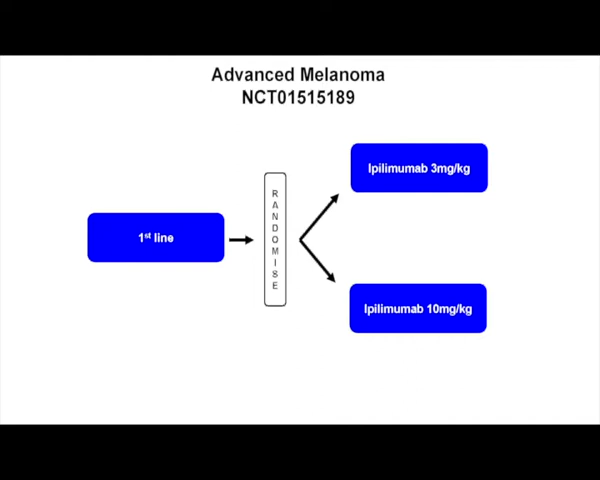 Advanced Melanoma
NCT01515189
Ipilimumab 3mg/kg
1st line
RANDOMISE
Ipilimumab 10mg/kg